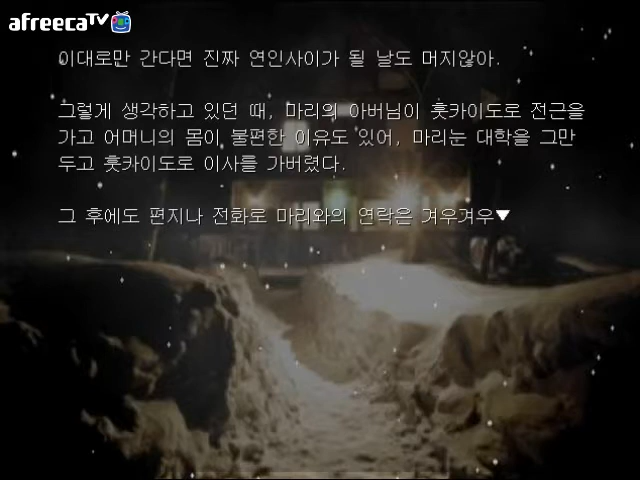 afreecaTV
이대로만 간다면 진짜 연인사이가 될 날도 머지않아.
그렇게 생각하고 있던 때, 마리의 아버님이 홋카이도로 전근을
가고 어머니의 몸이 불편한 이유도 있어, 마리는 대학을 그만
두고 홋카이도로 이사를 가버렸다.
그 후에도 편지나 전화로 마리와의 연락은 겨우겨우▼